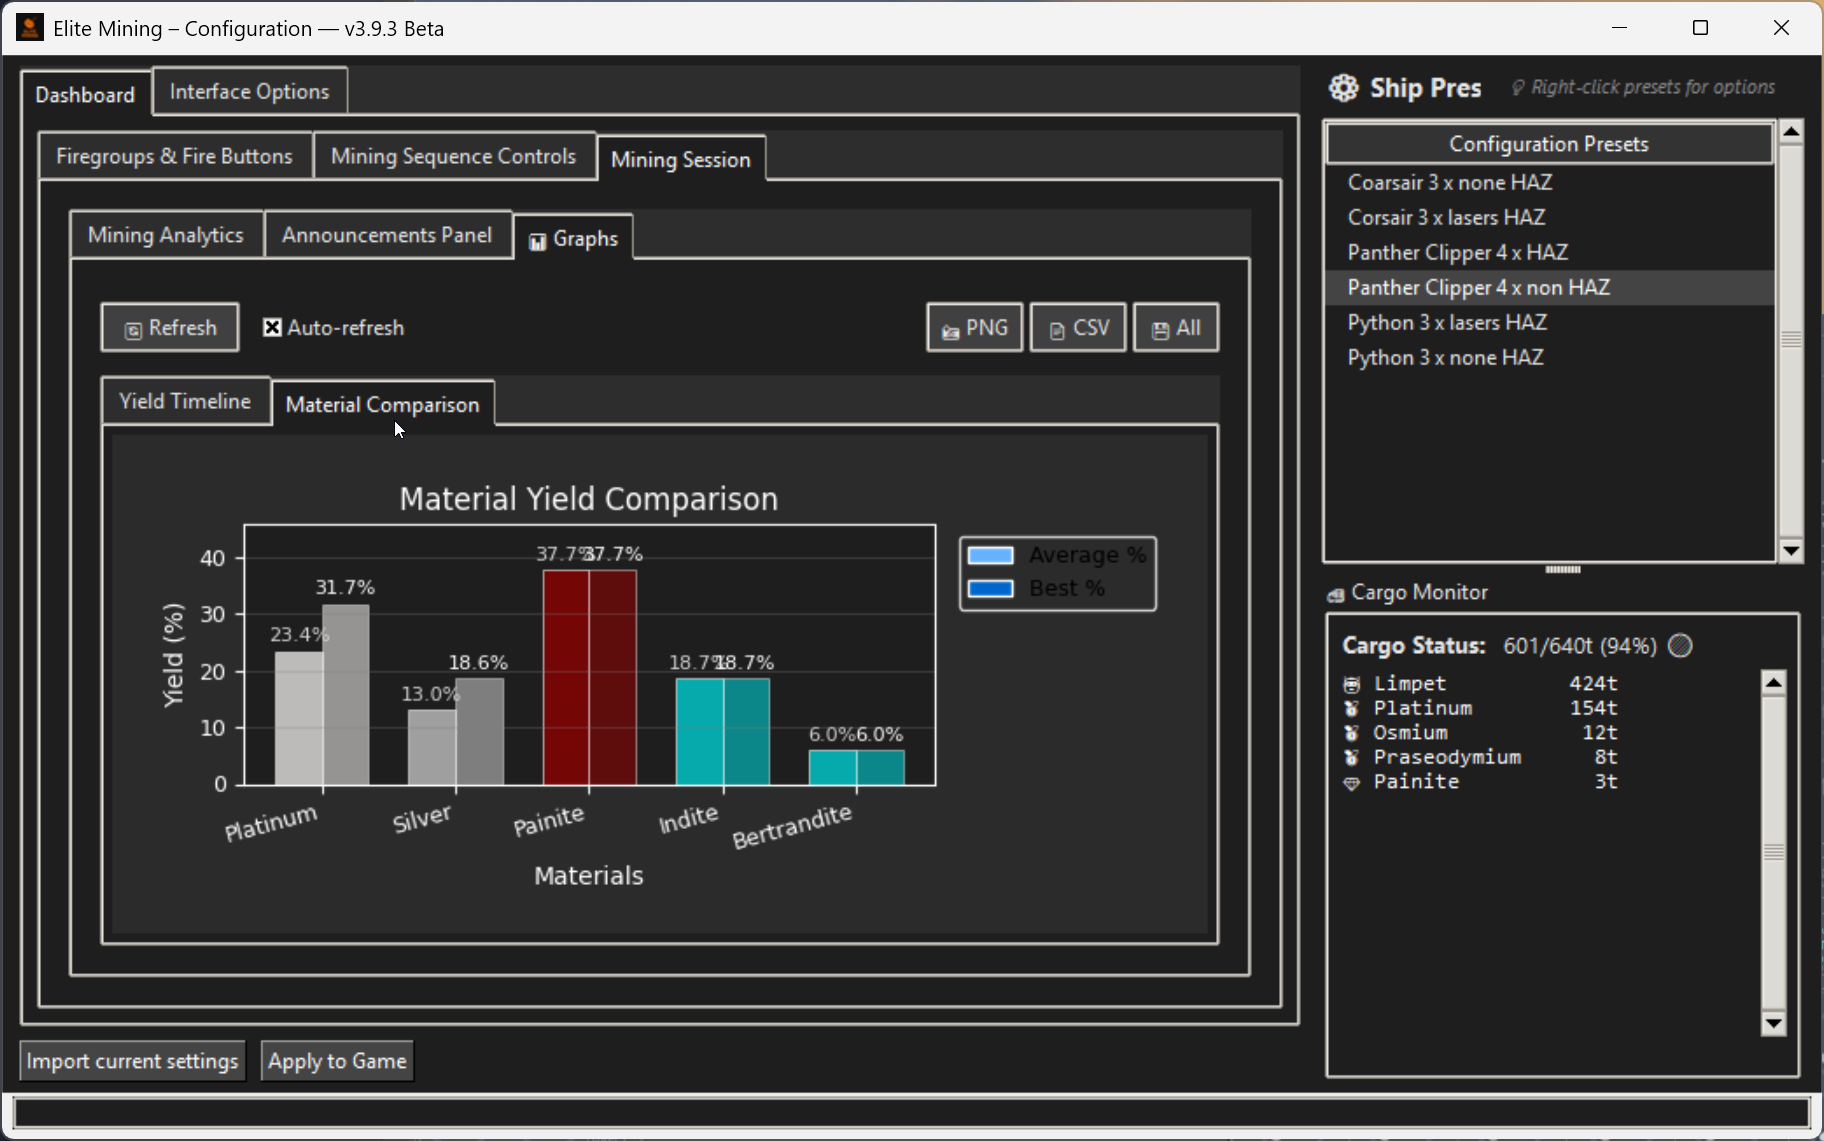 Elite Mining – Configuration — v3.9.3 Beta
Dashboard
Interface Options
Firegroups & Fire Buttons
Mining Sequence Controls
Mining Session
Mining Analytics
Announcements Panel
Graphs
Refresh
Auto-refresh
PNG
CSV
All
Yield Timeline
Material Comparison
Material Yield Comparison
Yield (%)
40
30
20
10
0
23.4%
31.7%
13.0%
18.6%
37.7%
37.7%
18.7%
18.7%
6.0%
6.0%
Platinum
Silver
Painite
Indite
Bertrandite
Materials
Average %
Best %
Import current settings
Apply to Game
Ship Pres
Right-click presets for options
Configuration Presets
Coarsair 3 x none HAZ
Corsair 3 x lasers HAZ
Panther Clipper 4 x HAZ
Panther Clipper 4 x non HAZ
Python 3 x lasers HAZ
Python 3 x none HAZ
Cargo Monitor
Cargo Status: 601/640t (94%)
Limpet 424t
Platinum 154t
Osmium 12t
Praseodymium 8t
Painite 3t